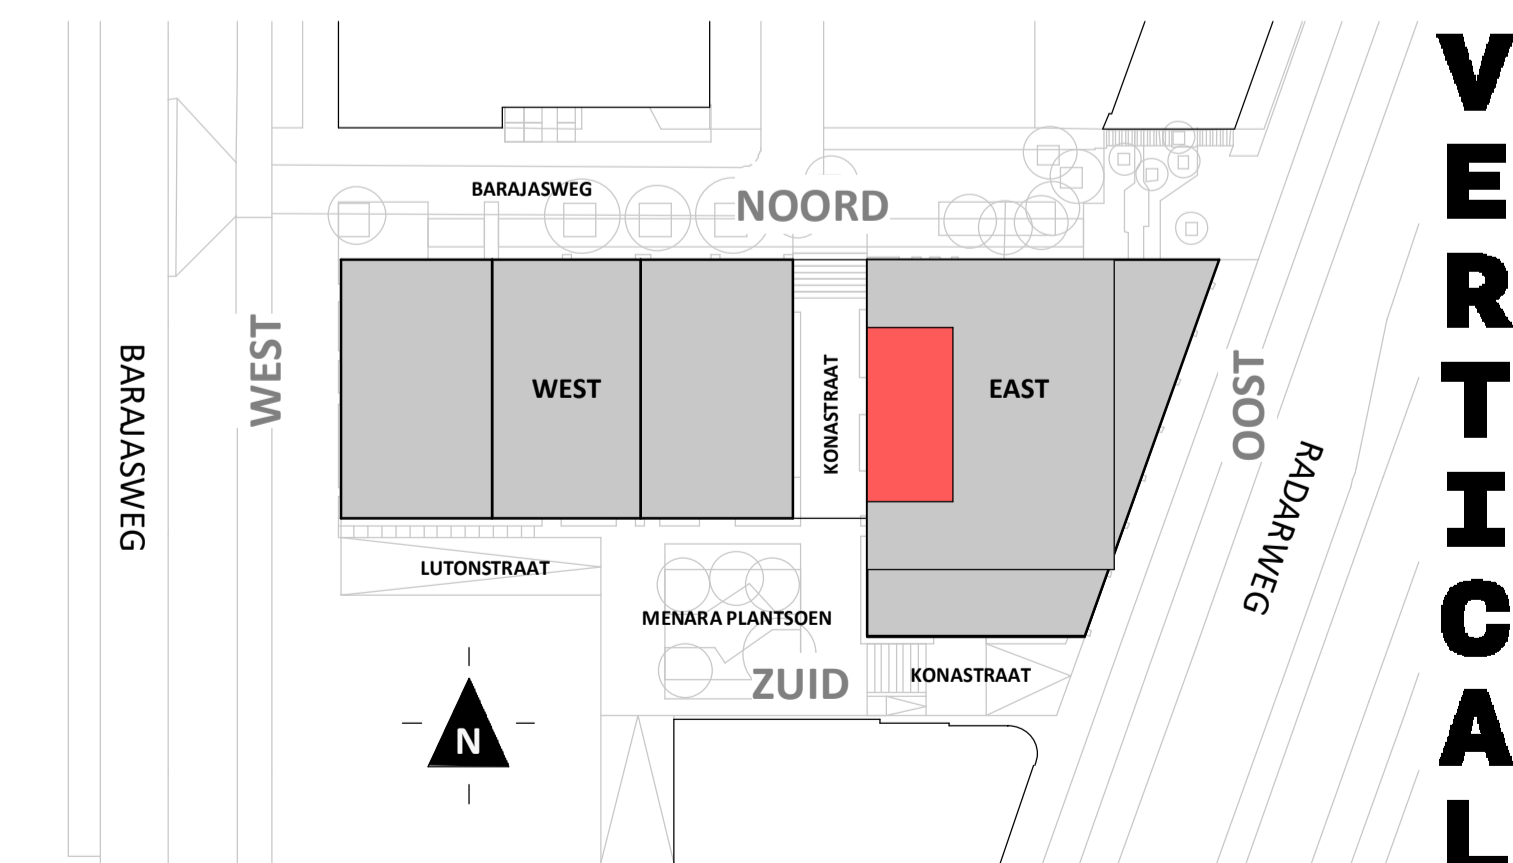 BARAJASWEG
NOORD
WEST
BARAJASWEG
WEST
KONASTRAAT
EAST
OOST
RADARWEG
LUTONSTRAAT
MENARA PLANTSOEN
ZUID
KONASTRAAT
N
VERTICAL